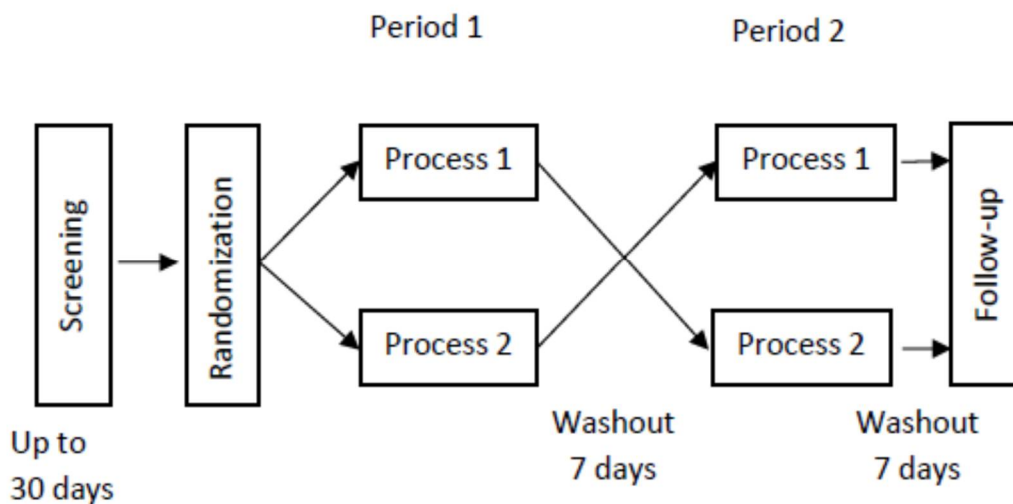 Period 1
Period 2
Screening
Randomization
Process 1
Process 2
Process 1
Process 2
Follow-up
Up to
30 days
Washout
7 days
Washout
7 days